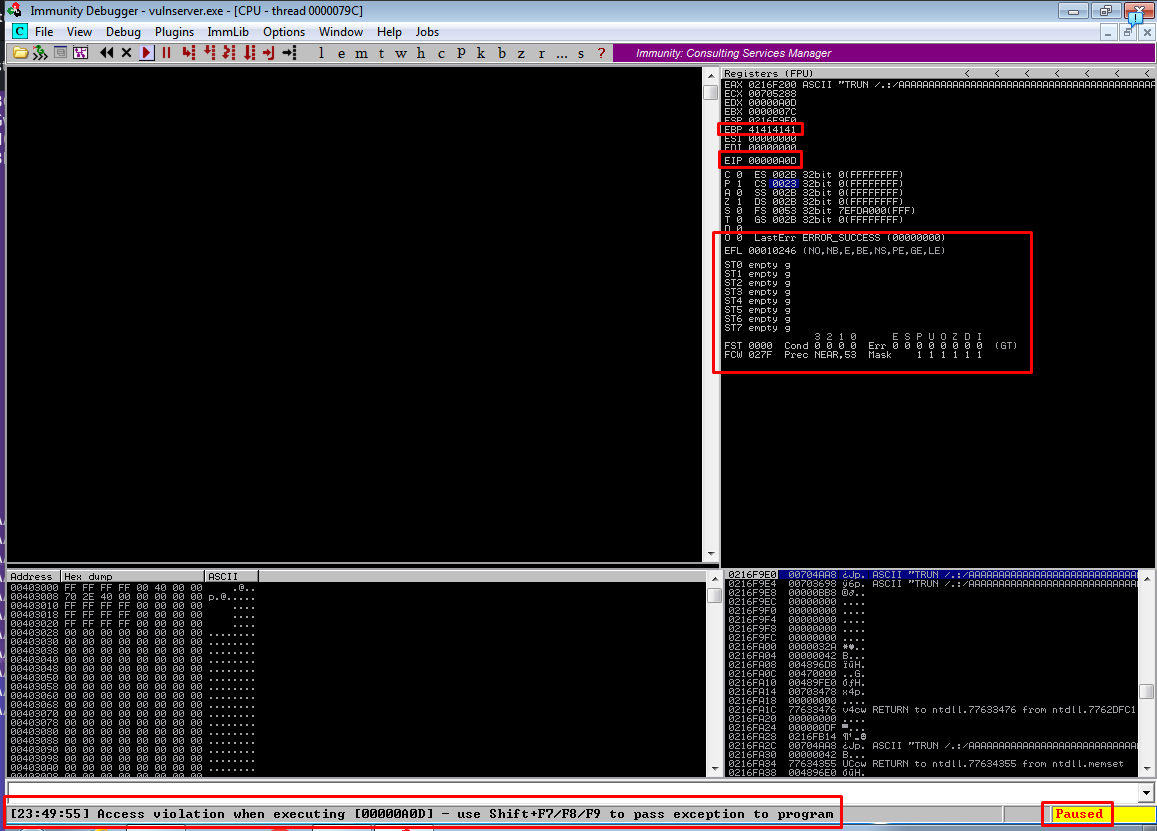 Immunity Debugger - vulnserver.exe - [CPU - thread 0000079C]
C File View Debug Plugins ImmLib Options Window Help Jobs
l e m t w h c P k b z r ... s ? Immunity: Consulting Services Manager
Registers (FPU) < < < < < < <
EAX 0216F200 ASCII "TRUN /.:/AAAAAAAAAAAAAAAAAAAAAAAAAAAAAAAAAAAAAAAAAAA
ECX 00705288
EDX 00000A0D
EBX 0000007C
ESP 0216F9E0
EBP 41414141
ESI 00000000
EDI 00000000
EIP 00000A0D
C 0 ES 002B 32bit 0(FFFFFFFF)
P 1 CS 0023 32bit 0(FFFFFFFF)
A 0 SS 002B 32bit 0(FFFFFFFF)
Z 1 DS 002B 32bit 0(FFFFFFFF)
S 0 FS 0053 32bit 7EFDA000(FFF)
T 0 GS 002B 32bit 0(FFFFFFFF)
D 0
O 0 LastErr ERROR_SUCCESS (00000000)
EFL 00010246 (NO,NB,E,BE,NS,PE,GE,LE)
ST0 empty g
ST1 empty g
ST2 empty g
ST3 empty g
ST4 empty g
ST5 empty g
ST6 empty g
ST7 empty g
3 2 1 0 E S P U O Z D I
FST 0000 Cond 0 0 0 0 Err 0 0 0 0 0 0 0 0 (GT)
FCW 027F Prec NEAR,53 Mask 1 1 1 1 1 1
Address Hex dump ASCII
00403000 FF FF FF FF 00 40 00 00 .@..
00403008 70 2E 40 00 00 00 00 00 p.@.....
00403010 FF FF FF FF 00 00 00 00 ....
00403018 FF FF FF FF 00 00 00 00 ....
00403020 FF FF FF FF 00 00 00 00 ....
00403028 00 00 00 00 00 00 00 00 ........
00403030 00 00 00 00 00 00 00 00 ........
00403038 00 00 00 00 00 00 00 00 ........
00403040 00 00 00 00 00 00 00 00 ........
00403048 00 00 00 00 00 00 00 00 ........
00403050 00 00 00 00 00 00 00 00 ........
00403058 00 00 00 00 00 00 00 00 ........
00403060 00 00 00 00 00 00 00 00 ........
00403068 00 00 00 00 00 00 00 00 ........
00403070 00 00 00 00 00 00 00 00 ........
00403078 00 00 00 00 00 00 00 00 ........
00403080 00 00 00 00 00 00 00 00 ........
00403088 00 00 00 00 00 00 00 00 ........
00403090 00 00 00 00 00 00 00 00 ........
00403098 00 00 00 00 00 00 00 00 ........
004030A0 00 00 00 00 00 00 00 00 ........
0216F9E0 00704AA8 ¿Jp. ASCII "TRUN /.:/AAAAAAAAAAAAAAAAAAAAAAAAAAAA
0216F9E4 00703698 ÿ6p. ASCII "TRUN /.:/AAAAAAAAAAAAAAAAAAAAAAAAAAAA
0216F9E8 00000BB8
0216F9EC 00000000 ....
0216F9F0 00000000 ....
0216F9F4 00000000 ....
0216F9F8 00000000 ....
0216F9FC 00000000 ....
0216FA00 0000032A *♥..
0216FA04 00000042 B...
0216FA08 004896D8 ÏûH.
0216FA0C 00470000 ..G.
0216FA10 00489FE0 ÓƒH.
0216FA14 00703478 x4p.
0216FA18 00000000 ....
0216FA1C 77633476 v4cw RETURN to ntdll.77633476 from ntdll.7762DFC1
0216FA20 00000000 ....
0216FA24 000000DF ▀...
0216FA28 0216FB14
0216FA2C 00704AA8 ¿Jp. ASCII "TRUN /.:/AAAAAAAAAAAAAAAAAAAAAAAAAAAA
0216FA30 00000042 B...
0216FA34 77634355 UCcw RETURN to ntdll.77634355 from ntdll.memset
0216FA38 004896E0 ÓûH.
[23:49:55] Access violation when executing [00000A0D] - use Shift+F7/F8/F9 to pass exception to program Paused